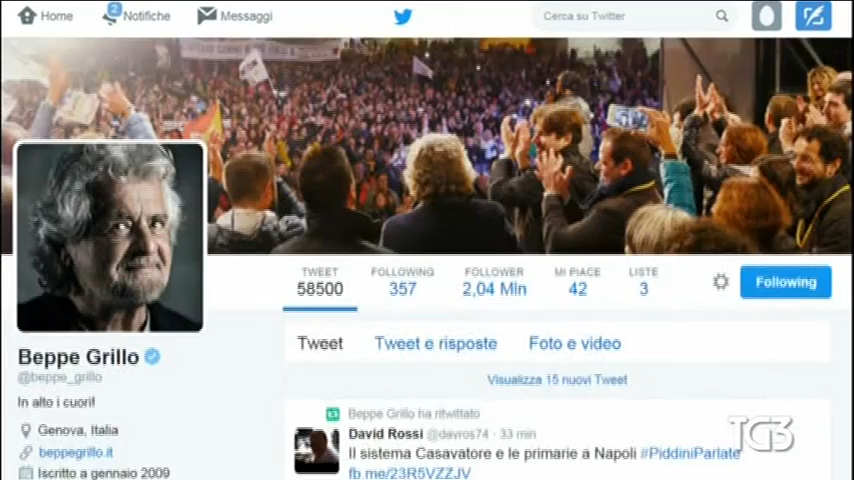 Home
2
Notifiche
Messaggi
Cerca su Twitter
TWEET
58500
FOLLOWING
357
FOLLOWER
2,04 Mln
MI PIACE
42
LISTE
3
Following
Beppe Grillo
@beppe_grillo
In alto i cuori!
Genova, Italia
beppegrillo.it
Iscritto a gennaio 2009
Tweet
Tweet e risposte
Foto e video
Visualizza 15 nuovi Tweet
Beppe Grillo ha ritwittato
David Rossi @davros74 · 33 min
Il sistema Casavatore e le primarie a Napoli #PiddiniParlate
fb.me/23R5VZZJV
TG3